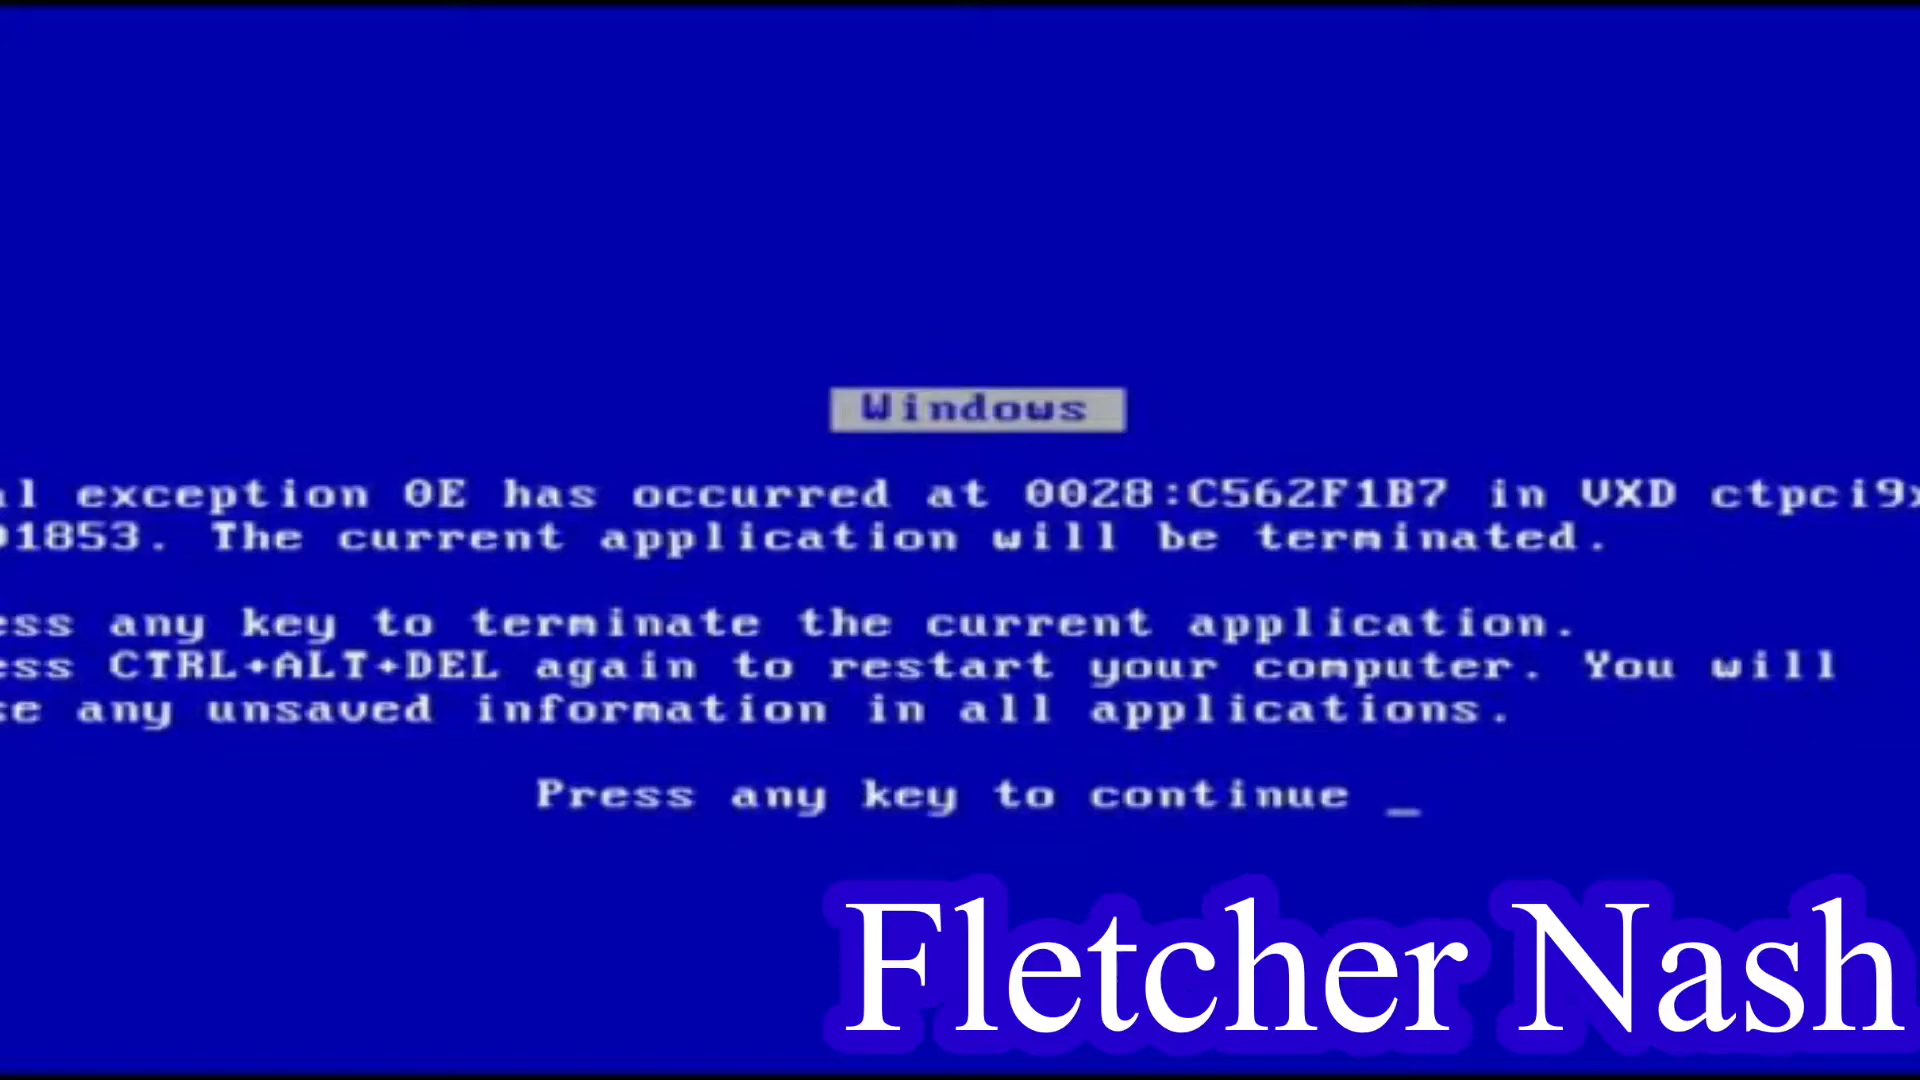 Windows
al exception 0E has occurred at 0028:C562F1B7 in VXD ctpci9x
01853. The current application will be terminated.
ess any key to terminate the current application.
ess CTRL+ALT+DEL again to restart your computer. You will
se any unsaved information in all applications.
Press any key to continue _
Fletcher Nash